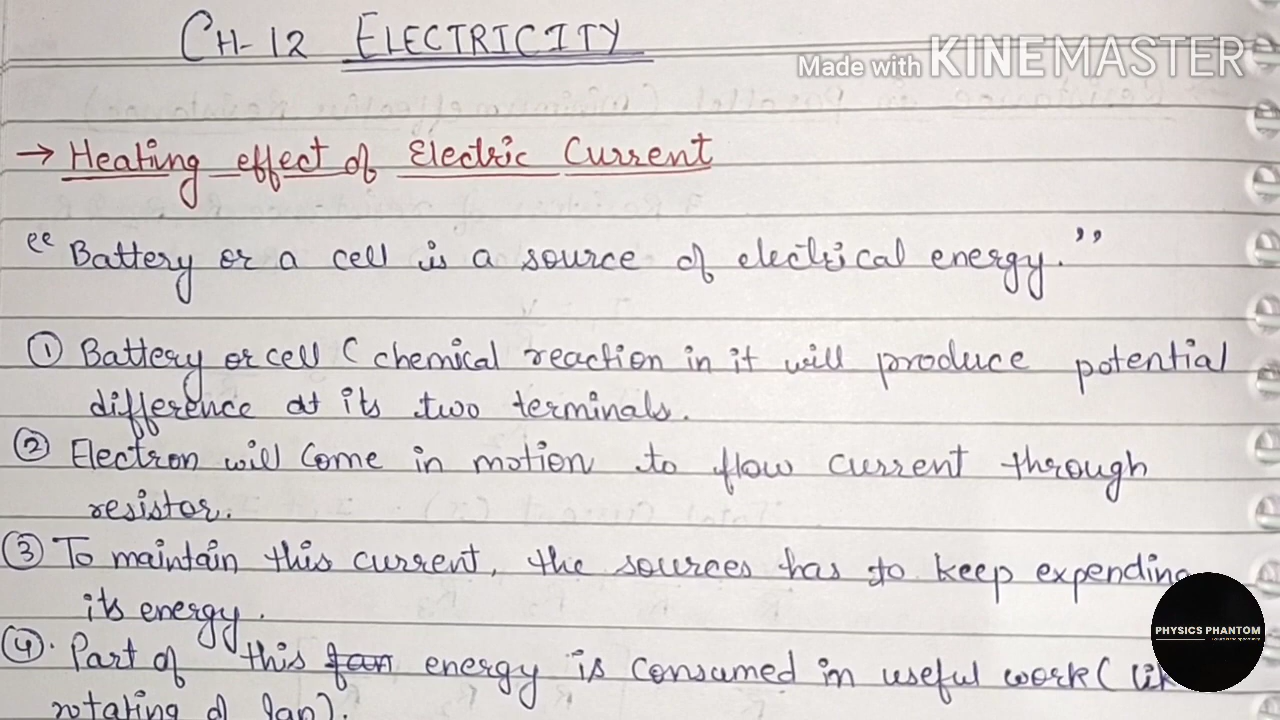 CH-12 ELECTRICITY
Made with KINEMASTER
→ Heating effect of Electric Current
“Battery or a cell is a source of electrical energy.”
① Battery or cell ( chemical reaction in it will produce potential
difference at its two terminals.
② Electron will Come in motion to flow current through
resistor.
③ To maintain this current, the sources has to keep expending
its energy.
④. Part of this fan energy is consumed in useful work (
rotating of fan).
PHYSICS PHANTOM